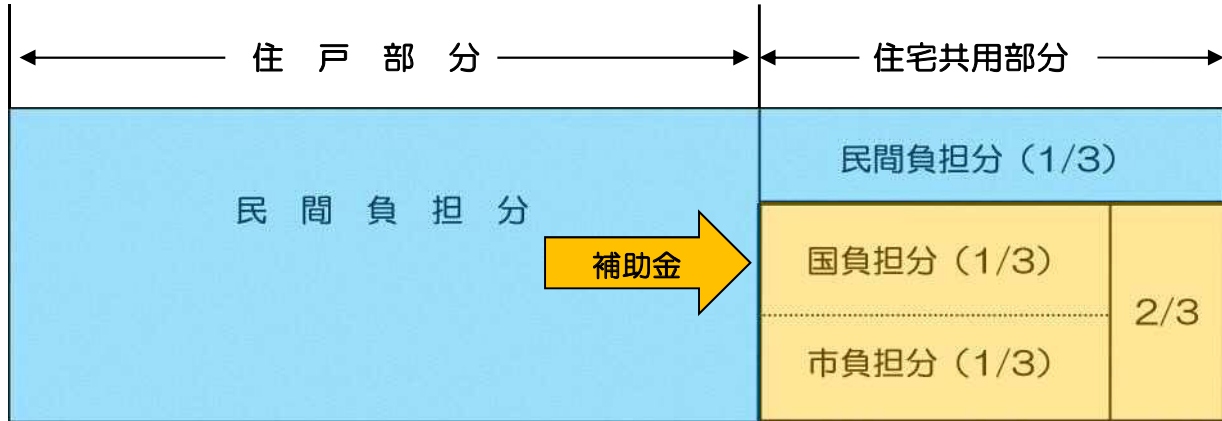 住戸部分
住宅共用部分
民間負担分（1/3）
民間負担分
補助金
国負担分（1/3）
2/3
市負担分（1/3）